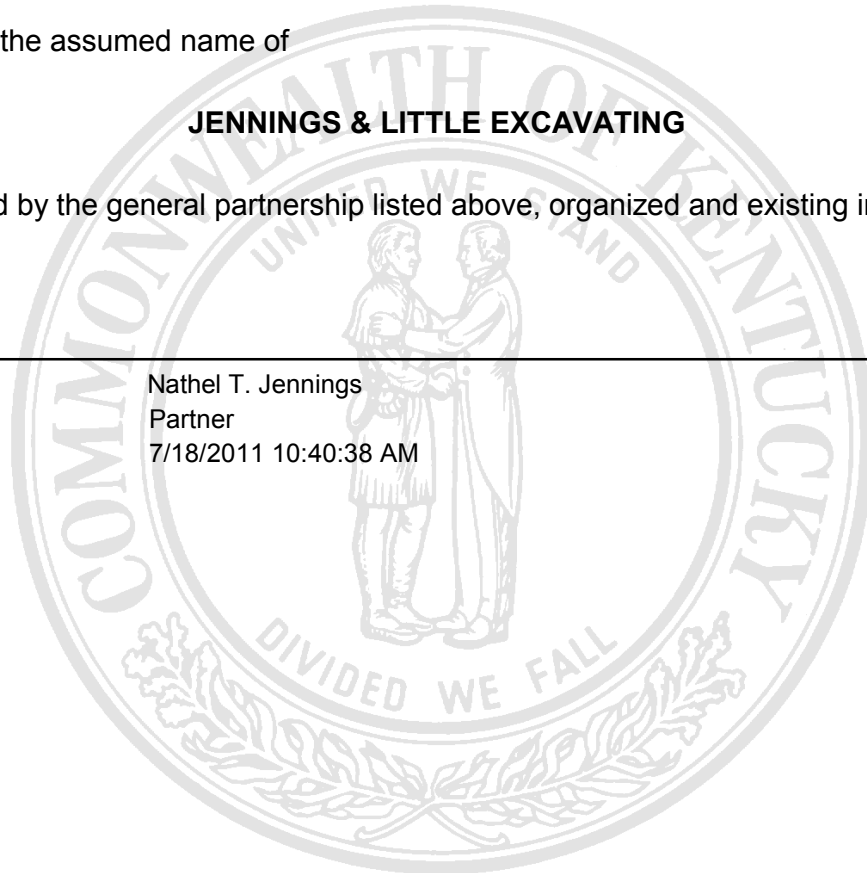 the assumed name of
JENNINGS & LITTLE EXCAVATING
by the general partnership listed above, organized and existing
Nathel T. Jennings
Partner
7/18/2011 10:40:38 AM
COMMONWEALTH OF KENTUCKY
UNITED WE STAND
DIVIDED WE FALL